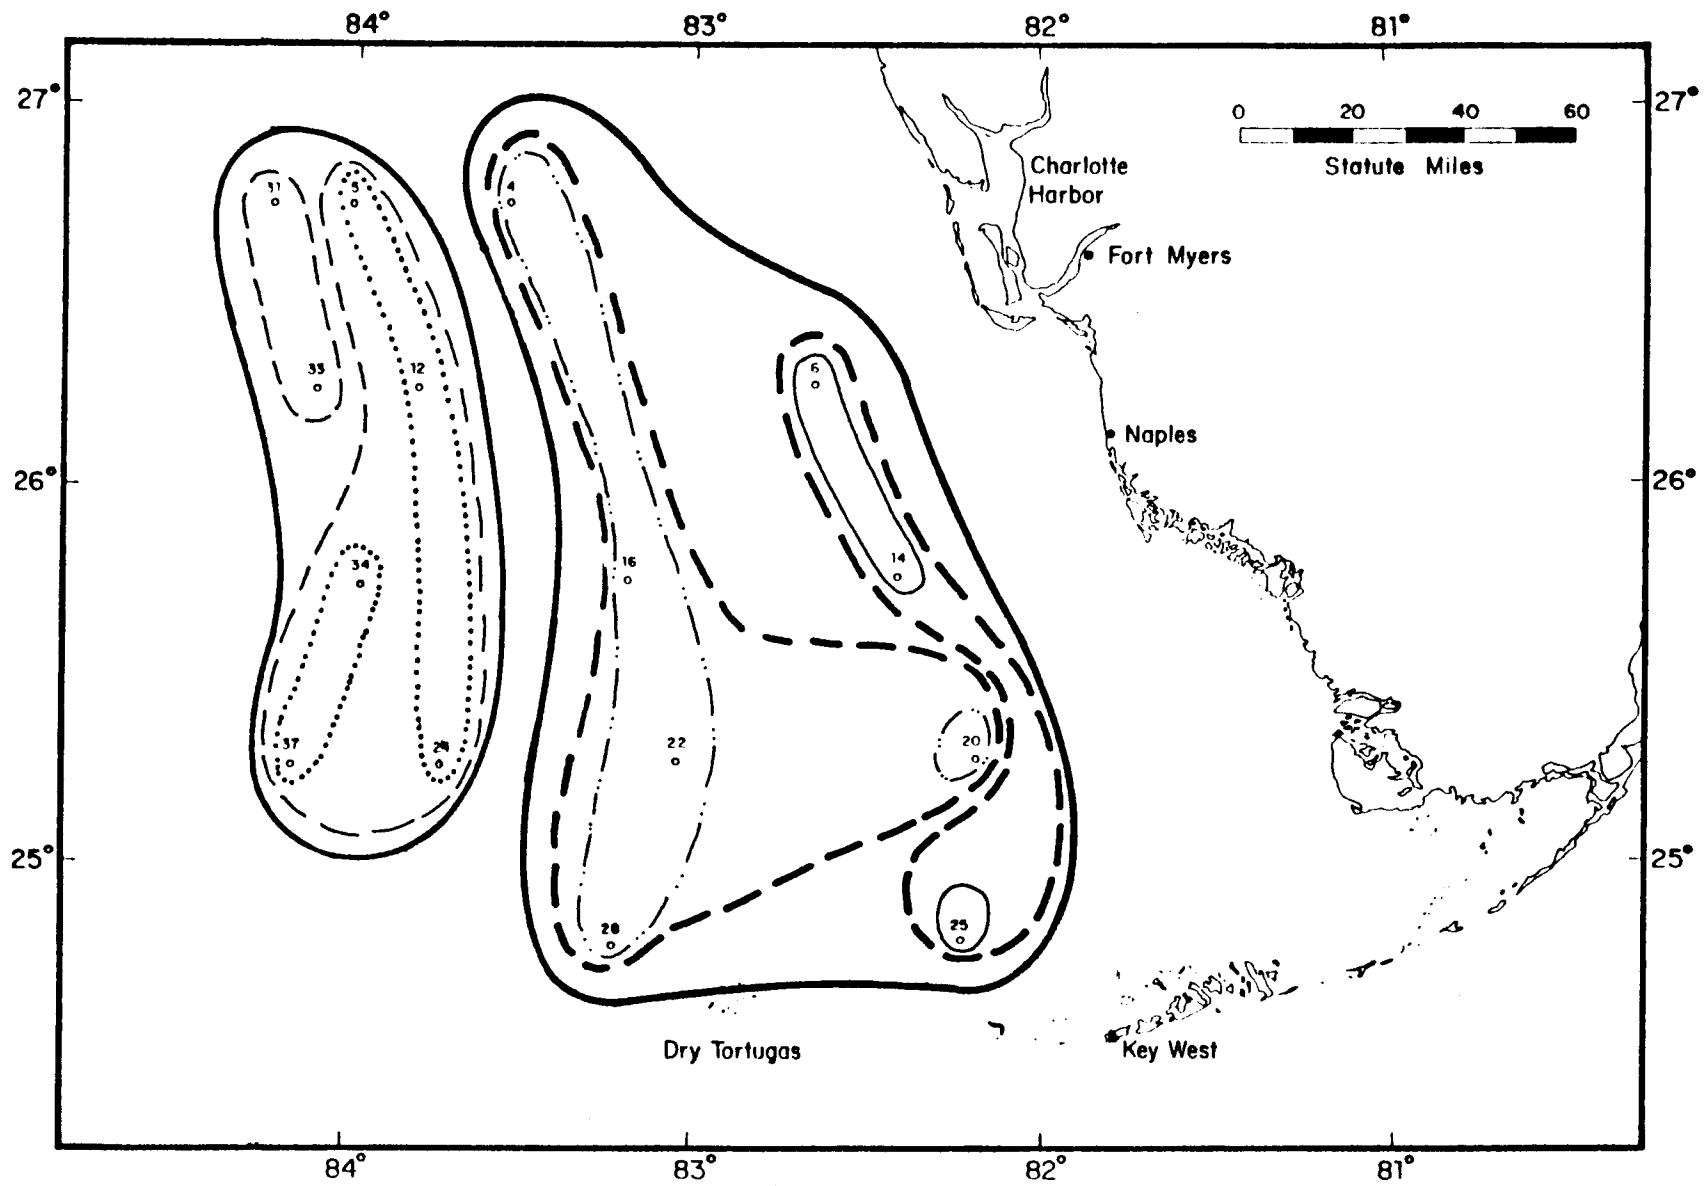 84° 83° 82° 81°
27° 27°
0 20 40 60
Statute Miles
Charlotte
Harbor
31 5 4
Fort Myers
33 12 6
Naples
26° 26°
34 16 14
37 24 22 20
25° 25°
28 25
Dry Tortugas Key West
84° 83° 82° 81°